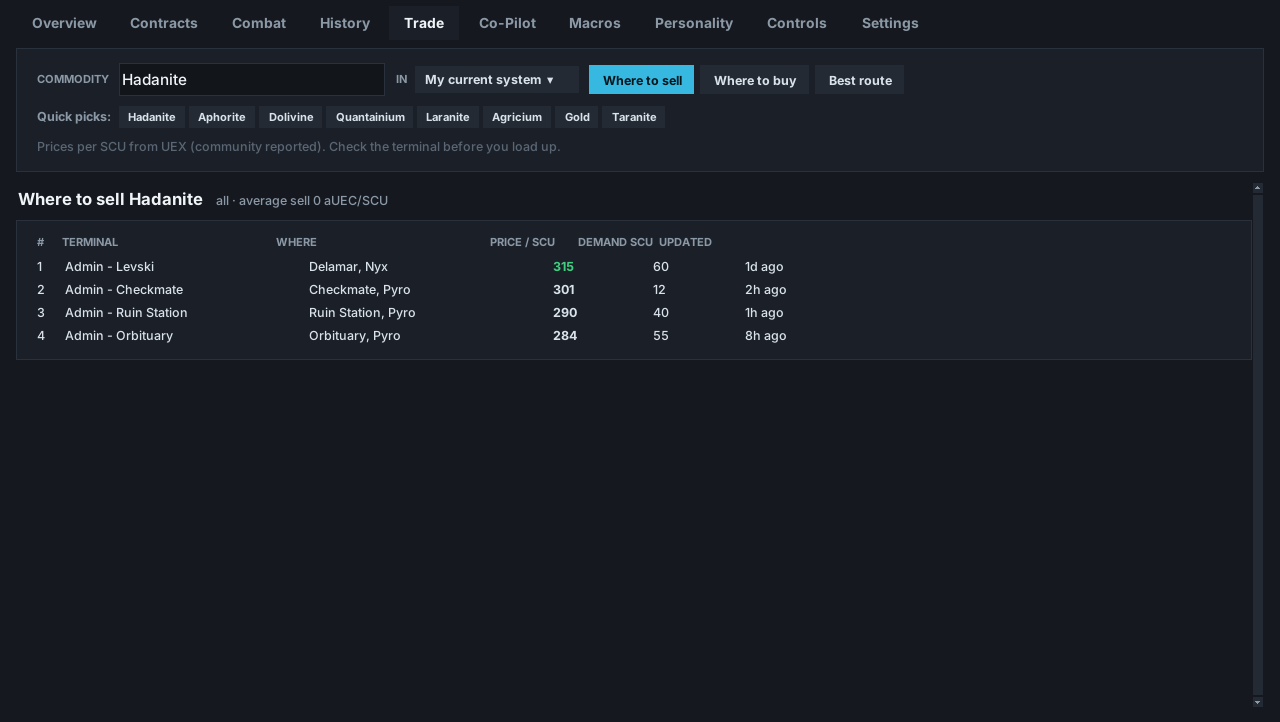 Overview Contracts Combat History Trade Co-Pilot Macros Personality Controls Settings
COMMODITY Hadanite IN My current system ▼ Where to sell Where to buy Best route
Quick picks: Hadanite Aphorite Dolivine Quantainium Laranite Agricium Gold Taranite
Prices per SCU from UEX (community reported). Check the terminal before you load up.
Where to sell Hadanite all · average sell 0 aUEC/SCU
# TERMINAL WHERE PRICE / SCU DEMAND SCU UPDATED
1 Admin - Levski Delamar, Nyx 315 60 1d ago
2 Admin - Checkmate Checkmate, Pyro 301 12 2h ago
3 Admin - Ruin Station Ruin Station, Pyro 290 40 1h ago
4 Admin - Orbituary Orbituary, Pyro 284 55 8h ago